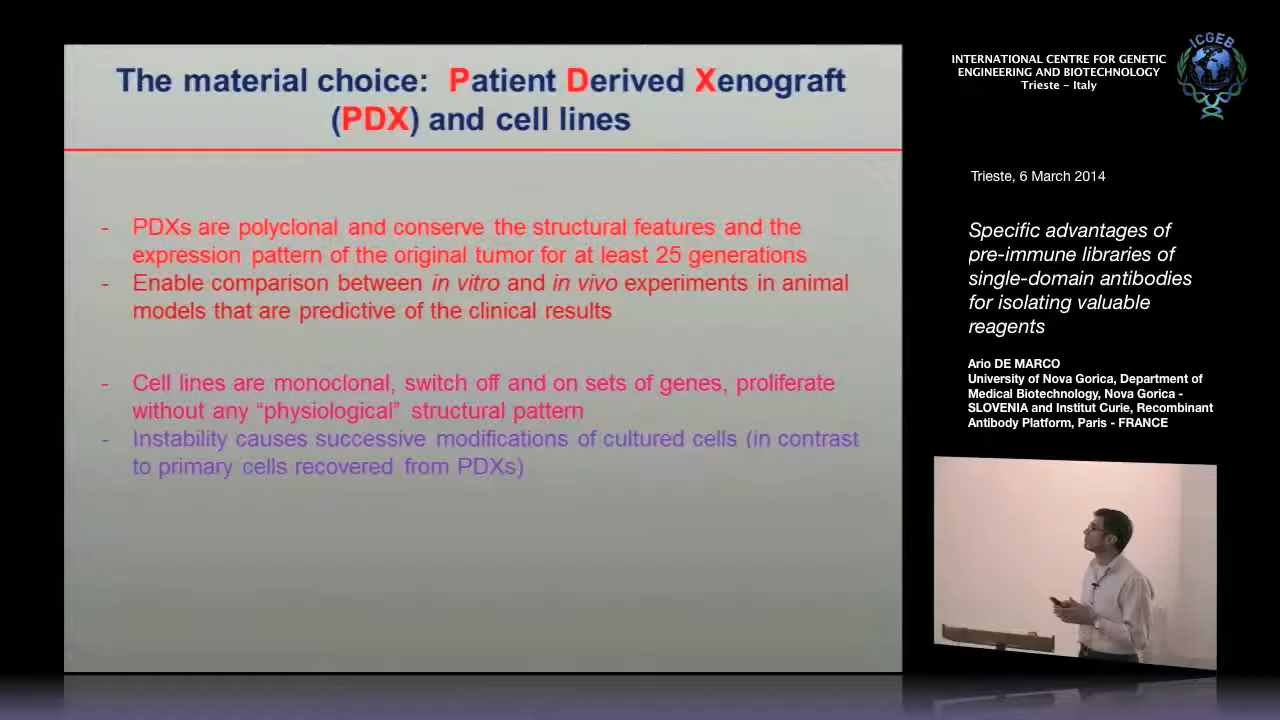 The material choice: Patient Derived Xenograft
(PDX) and cell lines
- PDXs are polyclonal and conserve the structural features and the
expression pattern of the original tumor for at least 25 generations
- Enable comparison between in vitro and in vivo experiments in animal
models that are predictive of the clinical results
- Cell lines are monoclonal, switch off and on sets of genes, proliferate
without any “physiological” structural pattern
- Instability causes successive modifications of cultured cells (in contrast
to primary cells recovered from PDXs)
INTERNATIONAL CENTRE FOR GENETIC
ENGINEERING AND BIOTECHNOLOGY
Trieste – Italy
ICGEB
Trieste, 6 March 2014
Specific advantages of
pre-immune libraries of
single-domain antibodies
for isolating valuable
reagents
Ario DE MARCO
University of Nova Gorica, Department of
Medical Biotechnology, Nova Gorica -
SLOVENIA and Institut Curie, Recombinant
Antibody Platform, Paris - FRANCE